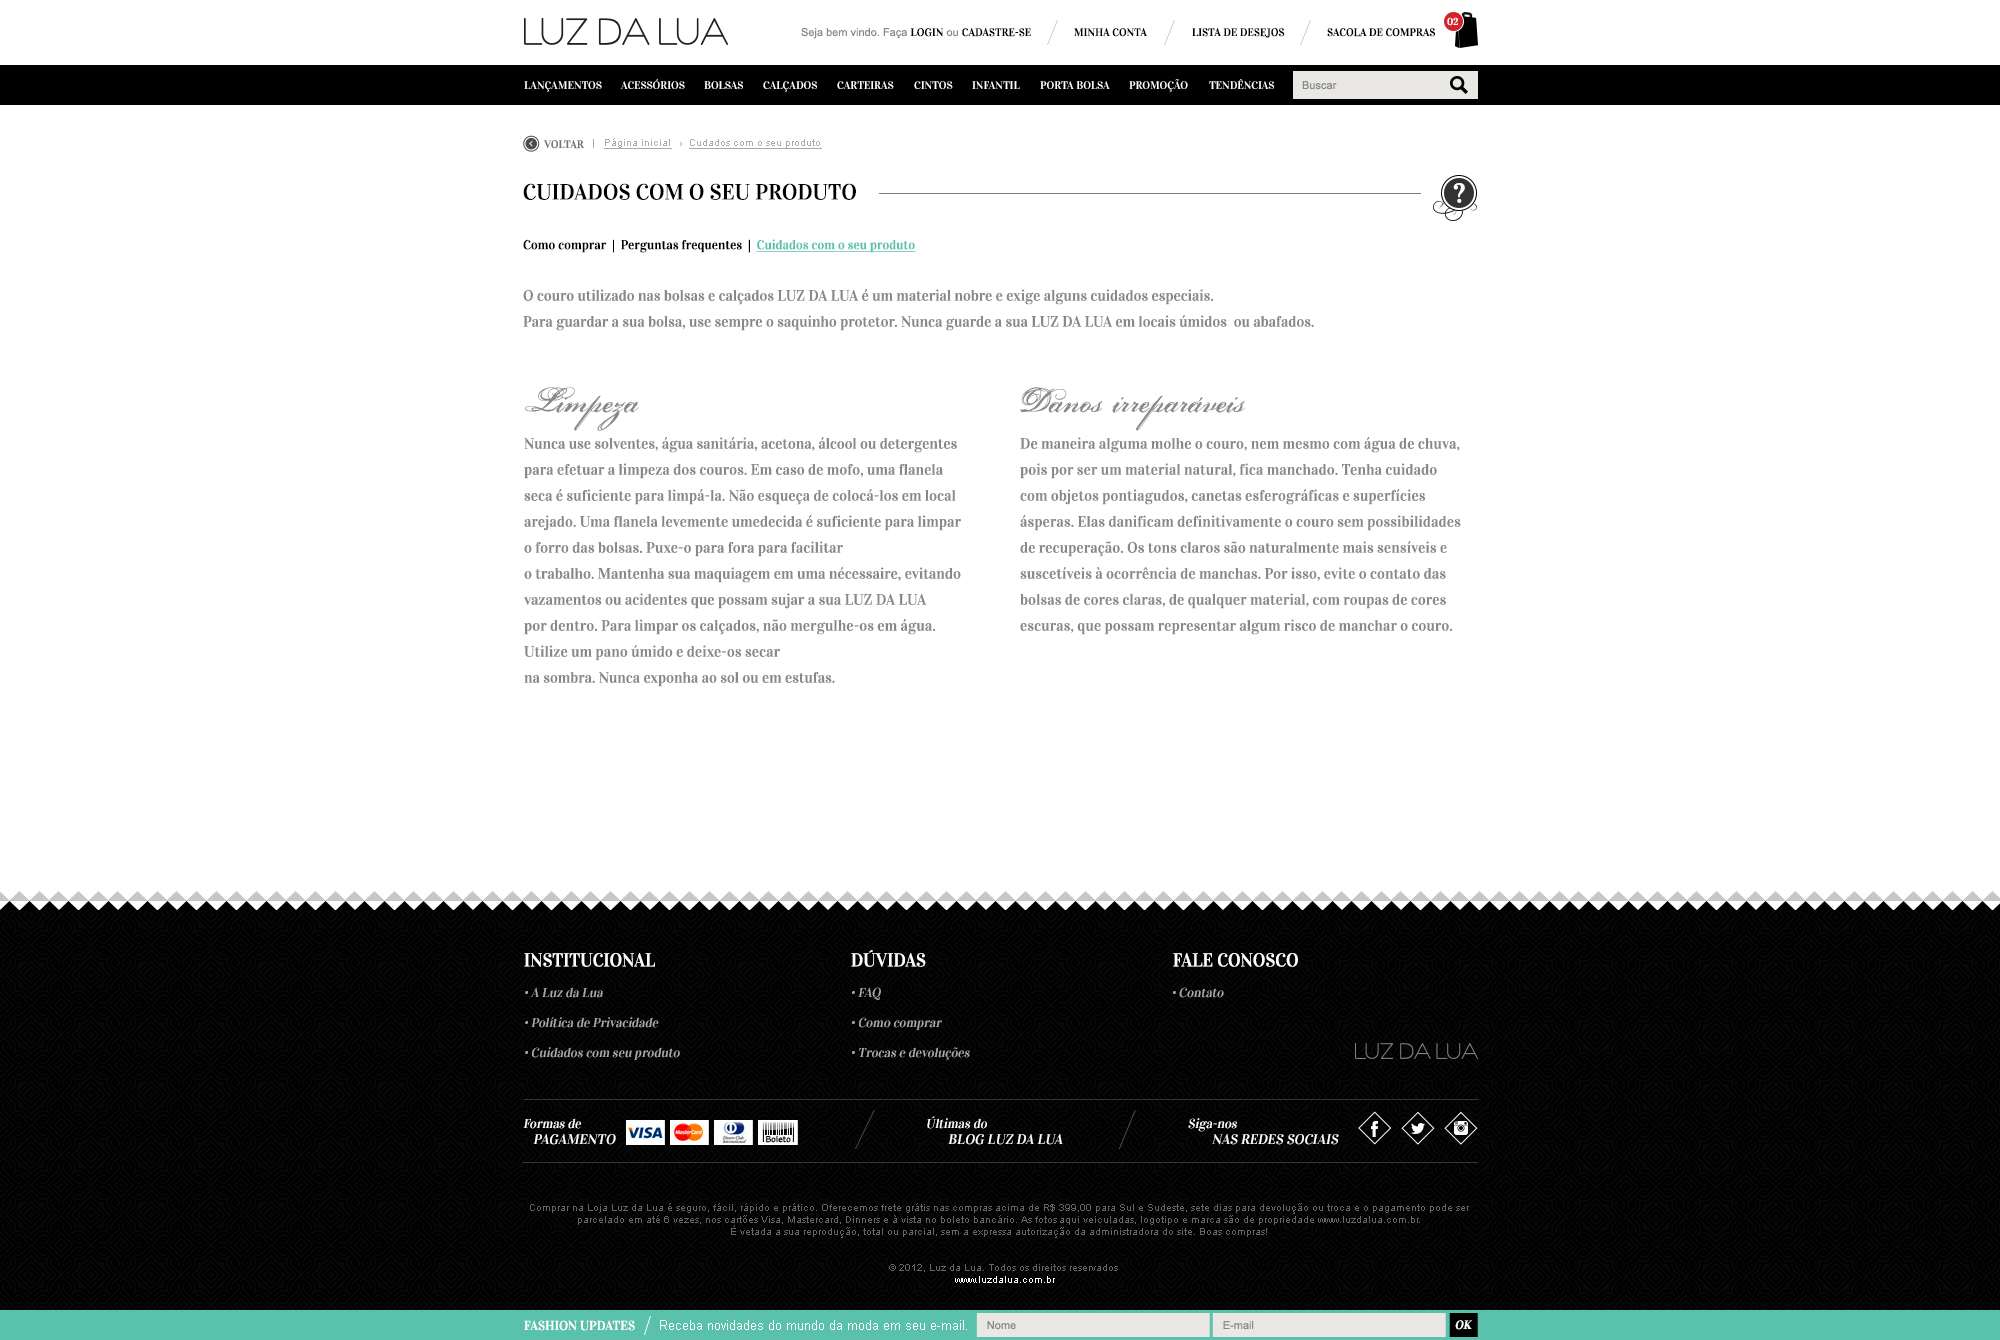 LUZ DA LUA
Seja bem vindo. Faça LOGIN ou CADASTRE-SE
MINHA CONTA
LISTA DE DESEJOS
SACOLA DE COMPRAS
02
LANÇAMENTOS ACESSÓRIOS BOLSAS CALÇADOS CARTEIRAS CINTOS INFANTIL PORTA BOLSA PROMOÇÃO TENDÊNCIAS
Buscar
VOLTAR | Página inicial › Cudados com o seu produto
CUIDADOS COM O SEU PRODUTO
?
Como comprar | Perguntas frequentes | Cuidados com o seu produto
O couro utilizado nas bolsas e calçados LUZ DA LUA é um material nobre e exige alguns cuidados especiais.
Para guardar a sua bolsa, use sempre o saquinho protetor. Nunca guarde a sua LUZ DA LUA em locais úmidos ou abafados.
Limpeza
Nunca use solventes, água sanitária, acetona, álcool ou detergentes
para efetuar a limpeza dos couros. Em caso de mofo, uma flanela
seca é suficiente para limpá-la. Não esqueça de colocá-los em local
arejado. Uma flanela levemente umedecida é suficiente para limpar
o forro das bolsas. Puxe-o para fora para facilitar
o trabalho. Mantenha sua maquiagem em uma nécessaire, evitando
vazamentos ou acidentes que possam sujar a sua LUZ DA LUA
por dentro. Para limpar os calçados, não mergulhe-os em água.
Utilize um pano úmido e deixe-os secar
na sombra. Nunca exponha ao sol ou em estufas.
Danos irreparáveis
De maneira alguma molhe o couro, nem mesmo com água de chuva,
pois por ser um material natural, fica manchado. Tenha cuidado
com objetos pontiagudos, canetas esferográficas e superfícies
ásperas. Elas danificam definitivamente o couro sem possibilidades
de recuperação. Os tons claros são naturalmente mais sensíveis e
suscetíveis à ocorrência de manchas. Por isso, evite o contato das
bolsas de cores claras, de qualquer material, com roupas de cores
escuras, que possam representar algum risco de manchar o couro.
INSTITUCIONAL
• A Luz da Lua
• Política de Privacidade
• Cuidados com seu produto
DÚVIDAS
• FAQ
• Como comprar
• Trocas e devoluções
FALE CONOSCO
• Contato
LUZ DA LUA
Formas de
PAGAMENTO
VISA
MasterCard
Diners Club
Boleto
Últimas do
BLOG LUZ DA LUA
Siga-nos
NAS REDES SOCIAIS
Comprar na Loja Luz da Lua é seguro, fácil, rápido e prático. Oferecemos frete grátis nas compras acima de R$ 399,00 para Sul e Sudeste, sete dias para devolução ou troca e o pagamento pode ser
parcelado em até 6 vezes, nos cartões Visa, Mastercard, Dinners e à vista no boleto bancário. As fotos aqui veiculadas, logotipo e marca são de propriedade www.luzdalua.com.br.
É vetada a sua reprodução, total ou parcial, sem a expressa autorização da administradora do site. Boas compras!
© 2012, Luz da Lua. Todos os direitos reservados
www.luzdalua.com.br
FASHION UPDATES / Receba novidades do mundo da moda em seu e-mail.
Nome
E-mail
OK